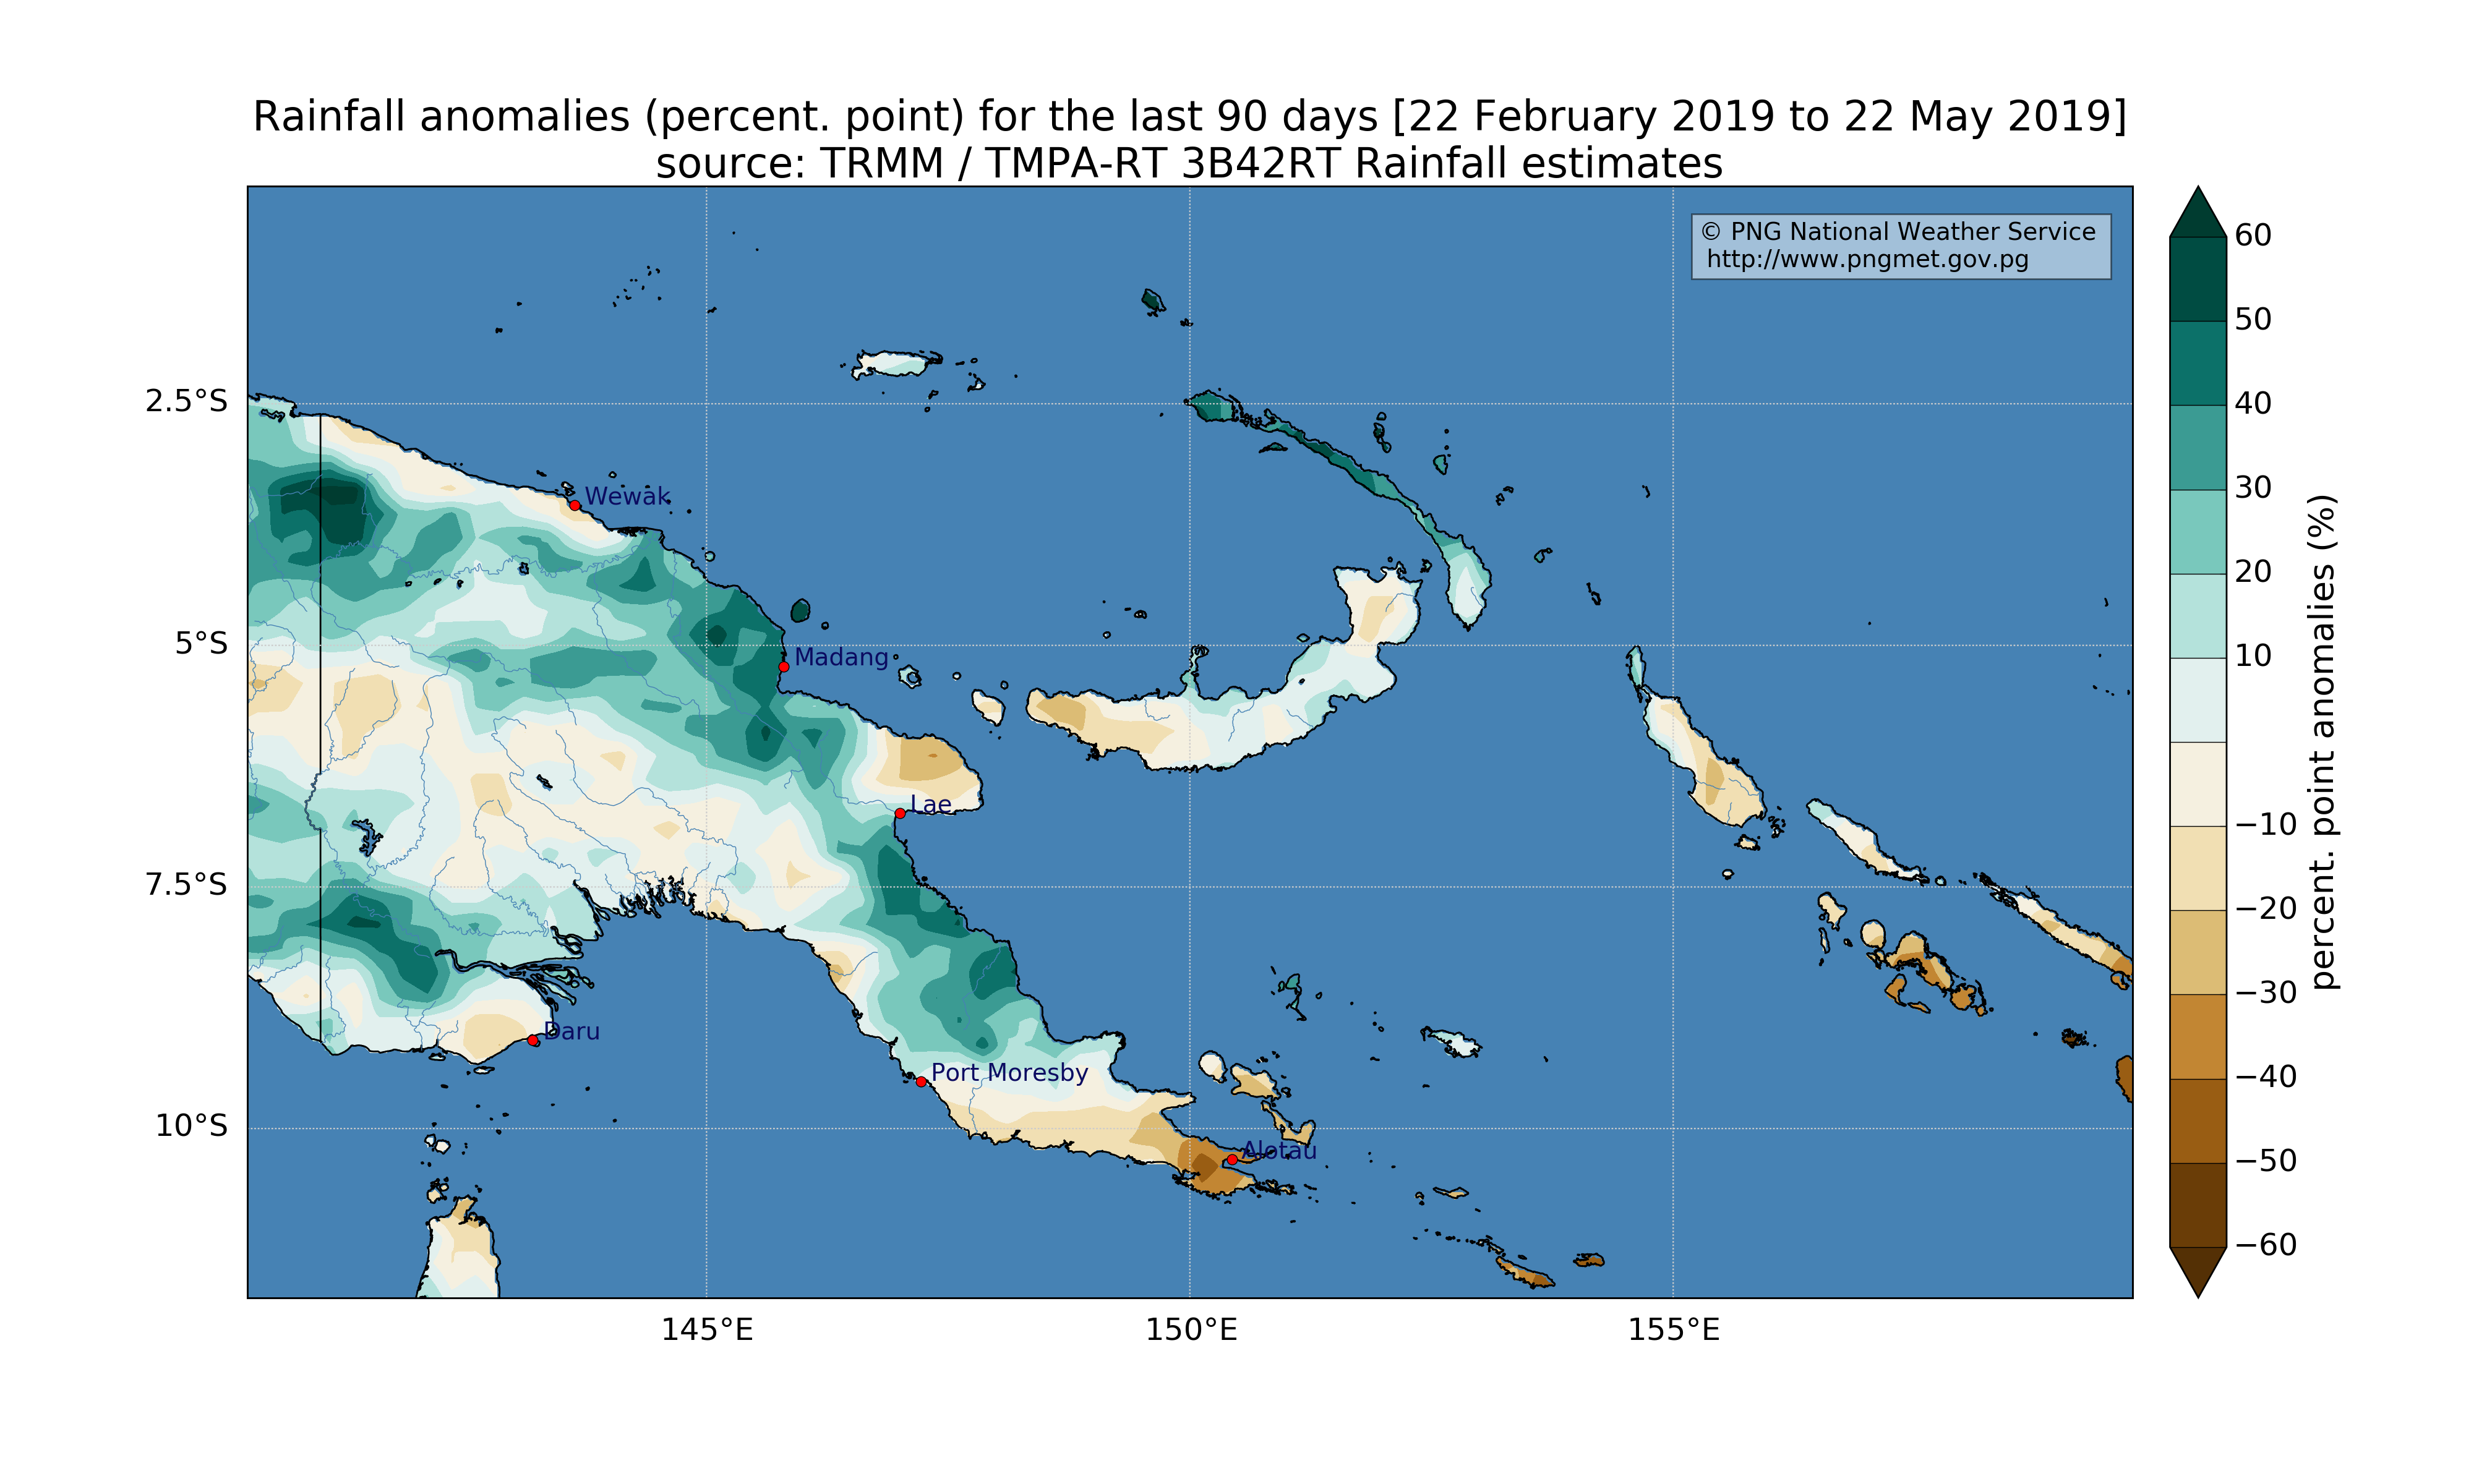 Rainfall anomalies (percent. point) for the last 90 days [22 February 2019 to 22 May 2019]
source: TRMM / TMPA-RT 3B42RT Rainfall estimates
© PNG National Weather Service
http://www.pngmet.gov.pg
2.5°S
5°S
7.5°S
10°S
Wewak
Madang
Lae
Daru
Port Moresby
Alotau
145°E
150°E
155°E
60
50
40
30
20
10
−10
−20
−30
−40
−50
−60
percent. point anomalies (%)